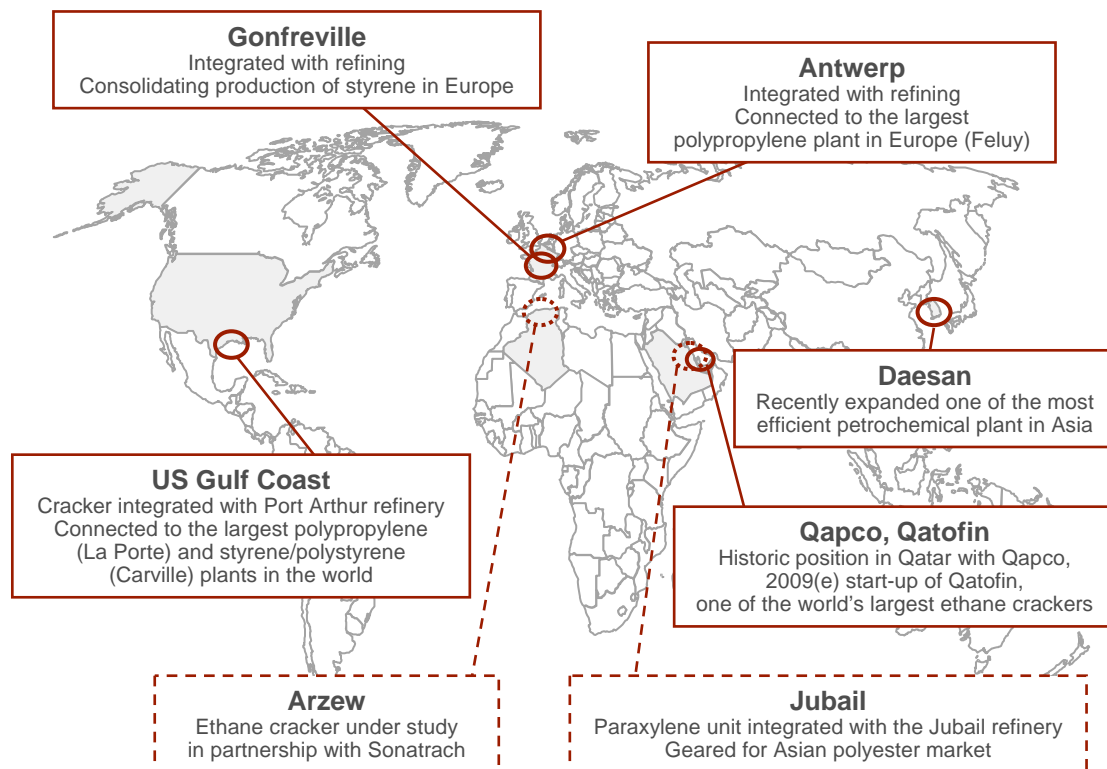 Gonfreville
Integrated with refining
Consolidating production of styrene in Europe
Antwerp
Integrated with refining
Connected to the largest
polypropylene plant in Europe (Feluy)
Daesan
Recently expanded one of the most
efficient petrochemical plant in Asia
US Gulf Coast
Cracker integrated with Port Arthur refinery
Connected to the largest polypropylene
(La Porte) and styrene/polystyrene
(Carville) plants in the world
Qapco, Qatofin
Historic position in Qatar with Qapco,
2009(e) start-up of Qatofin,
one of the world's largest ethane crackers
Arzew
Ethane cracker under study
in partnership with Sonatrach
Jubail
Paraxylene unit integrated with the Jubail refinery
Geared for Asian polyester market